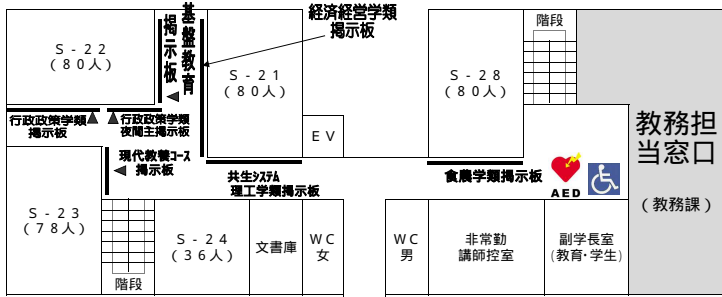 S-22
(80人)
基盤教育
掲示板
経済経営学類
掲示板
S-21
(80人)
EV
S-28
(80人)
階段
教務担
当窓口
(教務課)
行政政策学類
掲示板
行政政策学類
夜間主掲示板
現代教養コース
掲示板
共生システム
理工学類掲示板
食農学類掲示板
AED
S-23
(78人)
階段
S-24
(36人)
文書庫
WC
女
WC
男
非常勤
講師控室
副学長室
(教育・学生)